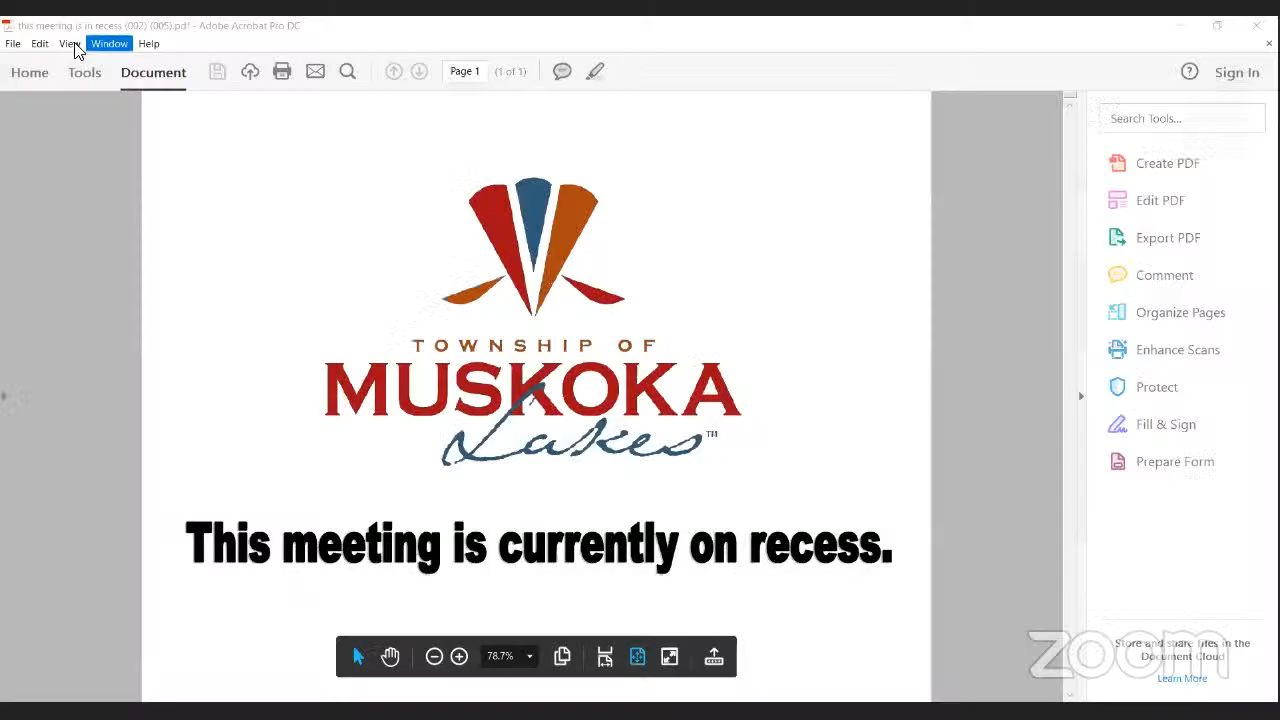 this meeting is in recess (002) (005).pdf - Adobe Acrobat Pro DC
File Edit View Window Help
Home Tools Document Page 1 (1 of 1) Sign In
Search Tools...
Create PDF
Edit PDF
Export PDF
Comment
Organize Pages
Enhance Scans
Protect
Fill & Sign
Prepare Form
TOWNSHIP OF
MUSKOKA
Lakes™
This meeting is currently on recess.
78.7%
Store and share files in the
Document Cloud
Learn More
zoom